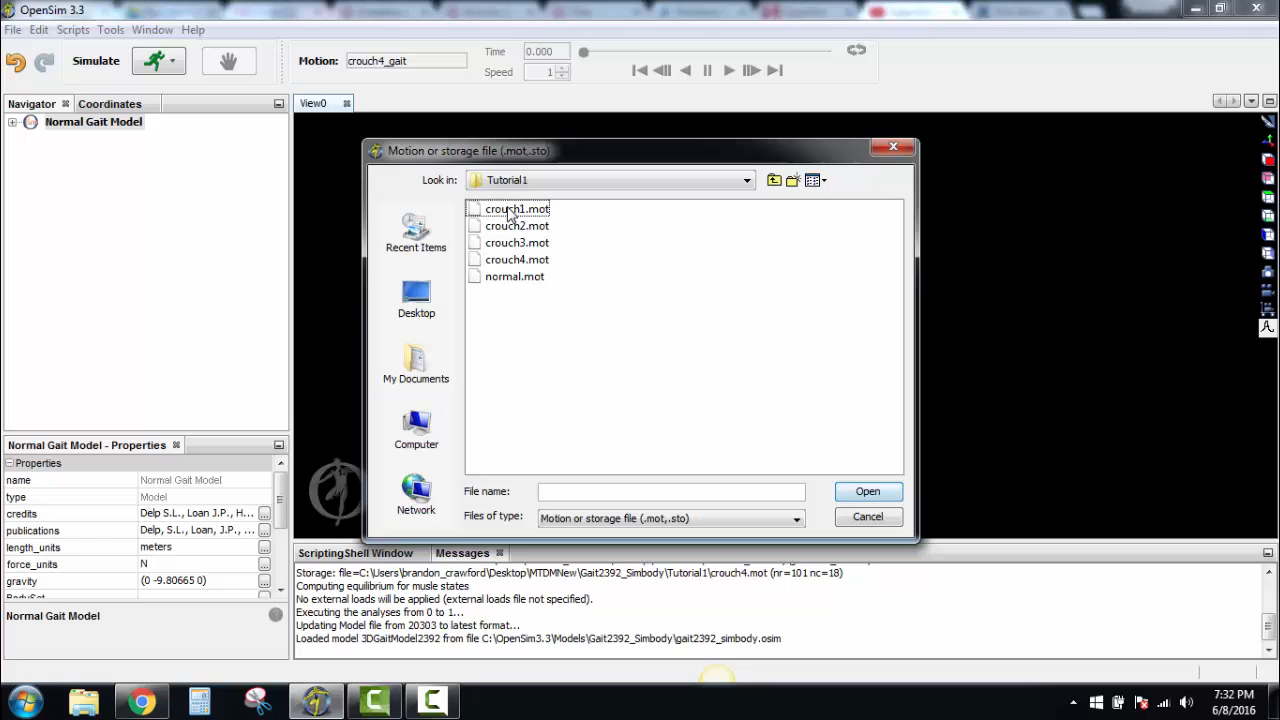 OpenSim 3.3
File Edit Scripts Tools Window Help
Simulate
Motion: crouch4_gait
Time 0.000
Speed 1
Navigator Coordinates
View0
Normal Gait Model
Motion or storage file (.mot,.sto)
Look in: Tutorial1
crouch1.mot
crouch2.mot
crouch3.mot
crouch4.mot
normal.mot
Recent Items
Desktop
My Documents
Computer
Network
File name: Open
Files of type: Motion or storage file (.mot,.sto) Cancel
Normal Gait Model - Properties
Properties
name Normal Gait Model
type Model
credits Delp S.L., Loan, J.P., H... ...
publications Delp, S.L., Loan, J.P., ... ...
length_units meters ...
force_units N ...
gravity (0 -9.80665 0) ...
Normal Gait Model
ScriptingShell Window Messages
Storage: file=C:\Users\brandon_crawford\Desktop\MTDMNew\Gait2392_Simbody\Tutorial1\crouch4.mot (nr=101 nc=18)
Computing equilibrium for musle states
No external loads will be applied (external loads file not specified).
Executing the analyses from 0 to 1...
Updating Model file from 20303 to latest format...
Loaded model 3DGaitModel2392 from file C:\OpenSim3.3\Models\Gait2392_Simbody\gait2392_simbody.osim
7:32 PM
6/8/2016